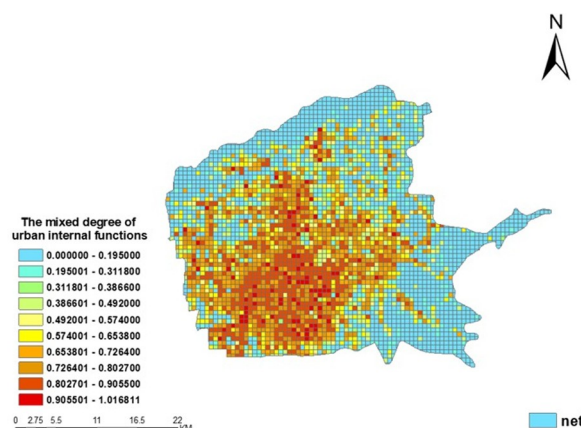 N
The mixed degree of
urban internal functions
0.000000 - 0.195000
0.195001 - 0.311800
0.311801 - 0.386600
0.386601 - 0.492000
0.492001 - 0.574000
0.574001 - 0.653800
0.653801 - 0.726400
0.726401 - 0.802700
0.802701 - 0.905500
0.905501 - 1.016811
0 2.75 5.5 11 16.5 22
KM
net